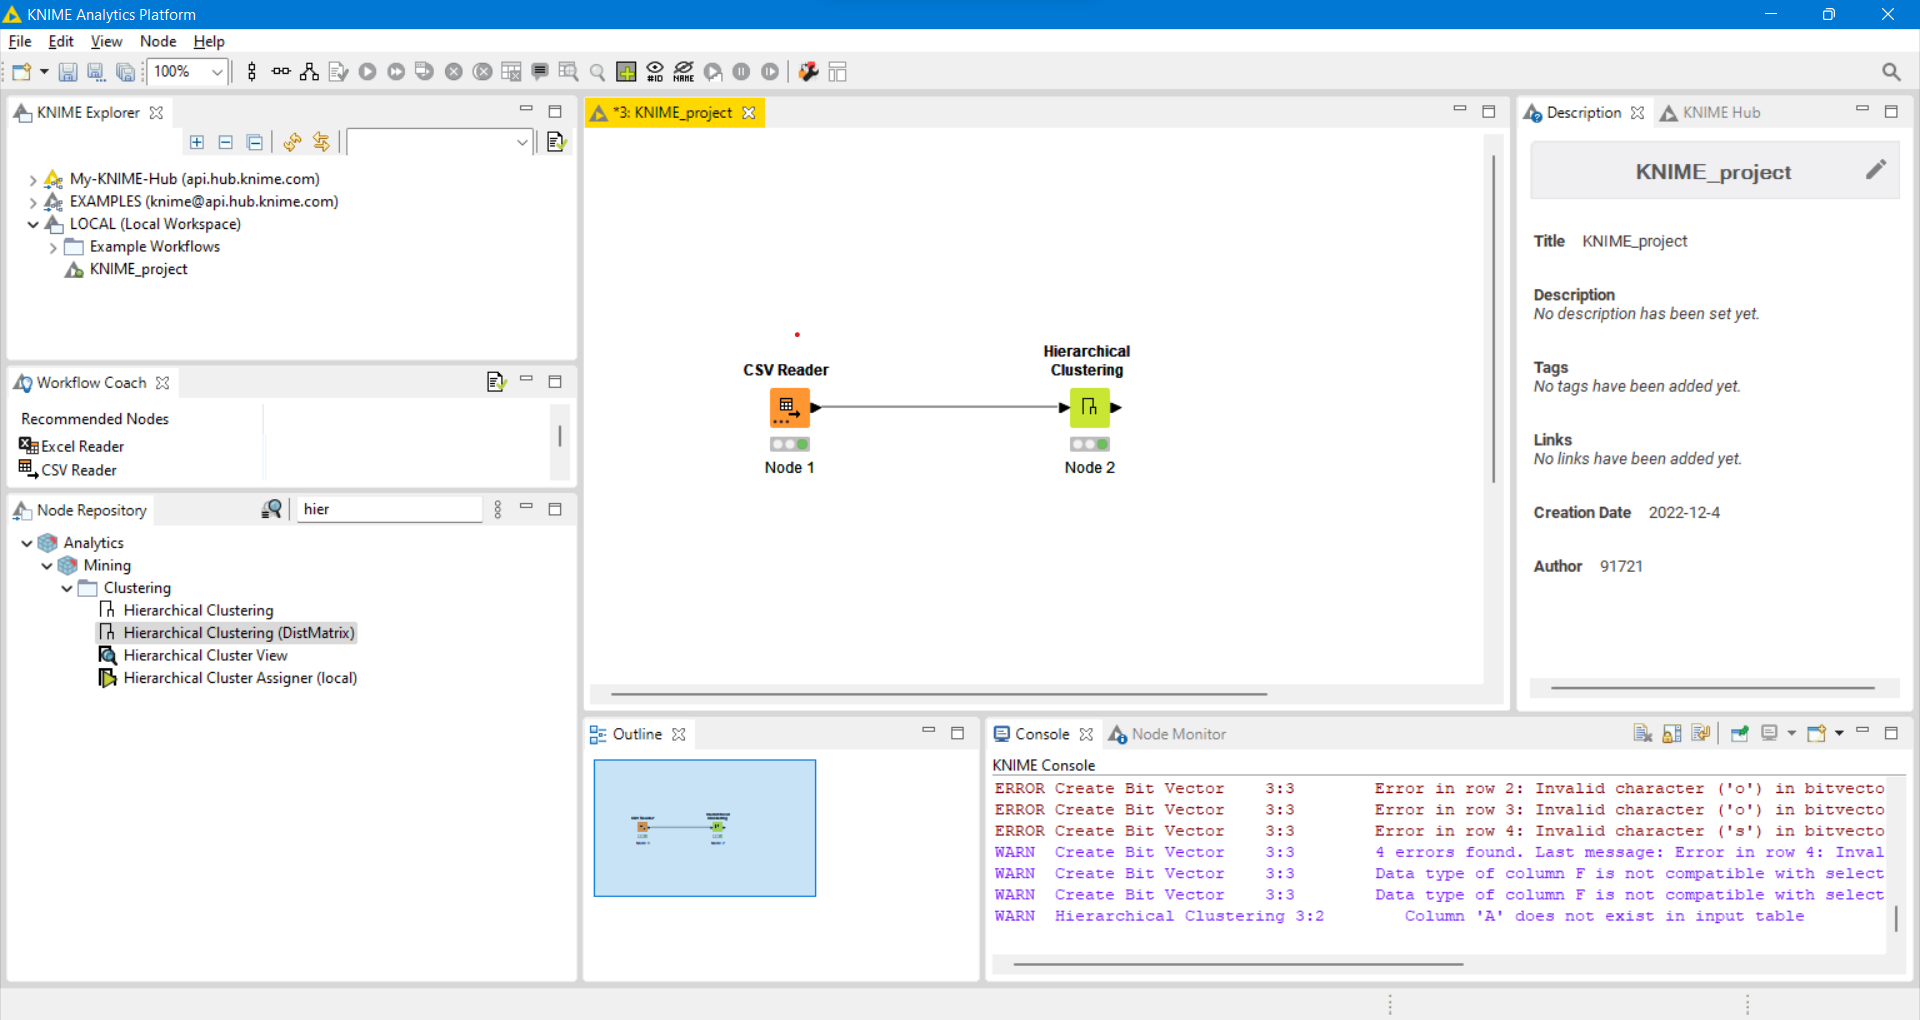 KNIME Analytics Platform
File Edit View Node Help
100%
#ID
NAME
KNIME Explorer
My-KNIME-Hub (api.hub.knime.com)
EXAMPLES (knime@api.hub.knime.com)
LOCAL (Local Workspace)
Example Workflows
KNIME_project
Workflow Coach
Recommended Nodes
Excel Reader
CSV Reader
Node Repository
hier
Analytics
Mining
Clustering
Hierarchical Clustering
Hierarchical Clustering (DistMatrix)
Hierarchical Cluster View
Hierarchical Cluster Assigner (local)
*3: KNIME_project
CSV Reader
Node 1
Hierarchical
Clustering
Node 2
Outline
Description
KNIME Hub
KNIME_project
Title KNIME_project
Description
No description has been set yet.
Tags
No tags have been added yet.
Links
No links have been added yet.
Creation Date 2022-12-4
Author 91721
Console
Node Monitor
KNIME Console
ERROR Create Bit Vector 3:3 Error in row 2: Invalid character ('o') in bitvecto
ERROR Create Bit Vector 3:3 Error in row 3: Invalid character ('o') in bitvecto
ERROR Create Bit Vector 3:3 Error in row 4: Invalid character ('s') in bitvecto
WARN Create Bit Vector 3:3 4 errors found. Last message: Error in row 4: Inval
WARN Create Bit Vector 3:3 Data type of column F is not compatible with select
WARN Create Bit Vector 3:3 Data type of column F is not compatible with select
WARN Hierarchical Clustering 3:2 Column 'A' does not exist in input table